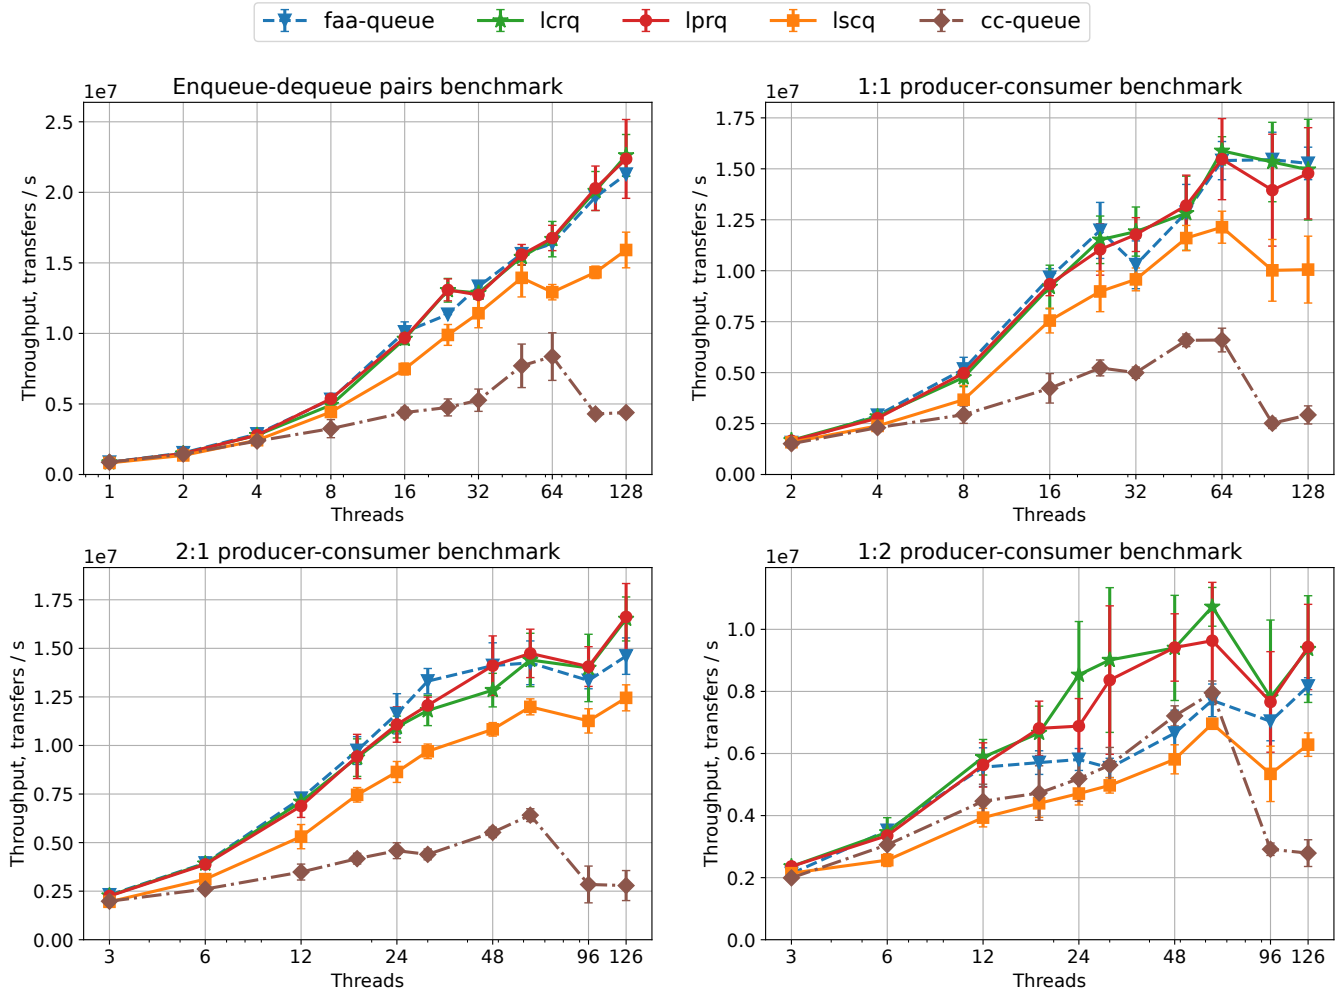 faa-queue lcrq lprq lscq cc-queue
Enqueue-dequeue pairs benchmark
1e7
Throughput, transfers / s
2.5
2.0
1.5
1.0
0.5
0.0
1 2 4 8 16 32 64 128
Threads
1:1 producer-consumer benchmark
1e7
Throughput, transfers / s
1.75
1.50
1.25
1.00
0.75
0.50
0.25
0.00
2 4 8 16 32 64 128
Threads
2:1 producer-consumer benchmark
1e7
Throughput, transfers / s
1.75
1.50
1.25
1.00
0.75
0.50
0.25
0.00
3 6 12 24 48 96 126
Threads
1:2 producer-consumer benchmark
1e7
Throughput, transfers / s
1.0
0.8
0.6
0.4
0.2
0.0
3 6 12 24 48 96 126
Threads